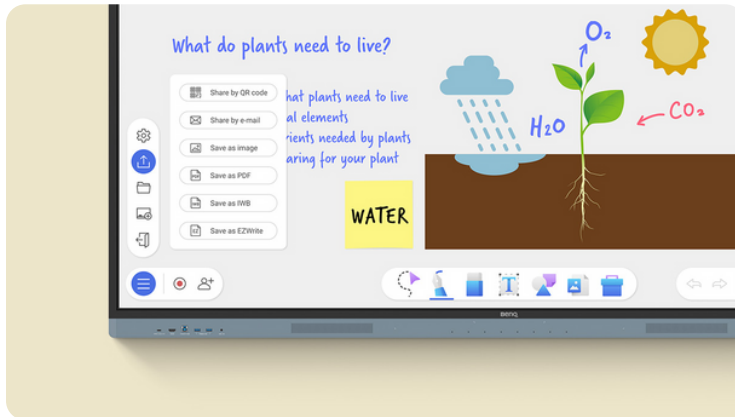 What do plants need to live?
Share by QR code
Share by e-mail
Save as image
Save as PDF
Save as IWB
Save as EZWrite
hat plants need to live
al elements
rients needed by plants
aring for your plant
WATER
O₂
H₂O
CO₂
T
BenQ